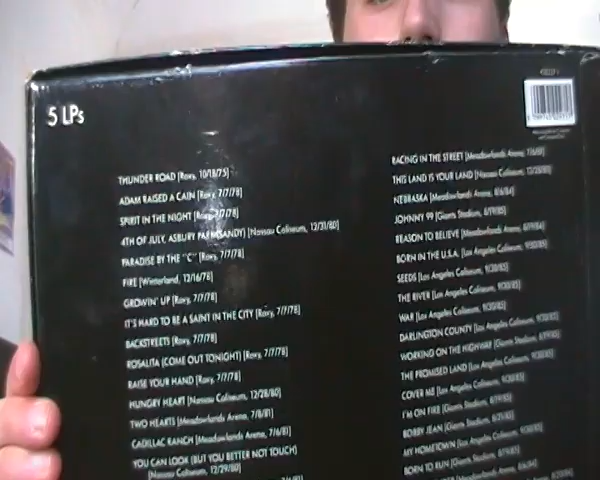 5 LPs
THUNDER ROAD [Roxy, 10/18/75]
ADAM RAISED A CAIN [Roxy, 7/7/78]
SPIRIT IN THE NIGHT [Roxy, 7/7/78]
4TH OF JULY, ASBURY PARK (SANDY) [Nassau Coliseum, 12/31/80]
PARADISE BY THE "C" [Roxy, 7/7/78]
FIRE [Winterland, 12/16/78]
GROWIN' UP [Roxy, 7/7/78]
IT'S HARD TO BE A SAINT IN THE CITY [Roxy, 7/7/78]
BACKSTREETS [Roxy, 7/7/78]
ROSALITA (COME OUT TONIGHT) [Roxy, 7/7/78]
RAISE YOUR HAND [Roxy, 7/7/78]
HUNGRY HEART [Nassau Coliseum, 12/28/80]
TWO HEARTS [Meadowlands Arena, 7/8/81]
CADILLAC RANCH [Meadowlands Arena, 7/6/81]
YOU CAN LOOK (BUT YOU BETTER NOT TOUCH)
[Nassau Coliseum, 12/29/80]
RACING IN THE STREET [Meadowlands Arena, 7/6/81]
THIS LAND IS YOUR LAND [Nassau Coliseum, 12/28/80]
NEBRASKA [Meadowlands Arena, 8/6/84]
JOHNNY 99 [Giants Stadium, 8/19/85]
REASON TO BELIEVE [Meadowlands Arena, 8/19/84]
BORN IN THE U.S.A. [Los Angeles Coliseum, 9/30/85]
SEEDS [Los Angeles Coliseum, 9/30/85]
THE RIVER [Los Angeles Coliseum, 9/30/85]
WAR [Los Angeles Coliseum, 9/30/85]
DARLINGTON COUNTY [Los Angeles Coliseum, 9/30/85]
WORKING ON THE HIGHWAY [Giants Stadium, 8/19/85]
THE PROMISED LAND [Los Angeles Coliseum, 9/30/85]
COVER ME [Los Angeles Coliseum, 9/30/85]
I'M ON FIRE [Giants Stadium, 8/19/85]
BOBBY JEAN [Giants Stadium, 8/21/85]
MY HOMETOWN [Los Angeles Coliseum, 9/30/85]
BORN TO RUN [Giants Stadium, 8/19/85]